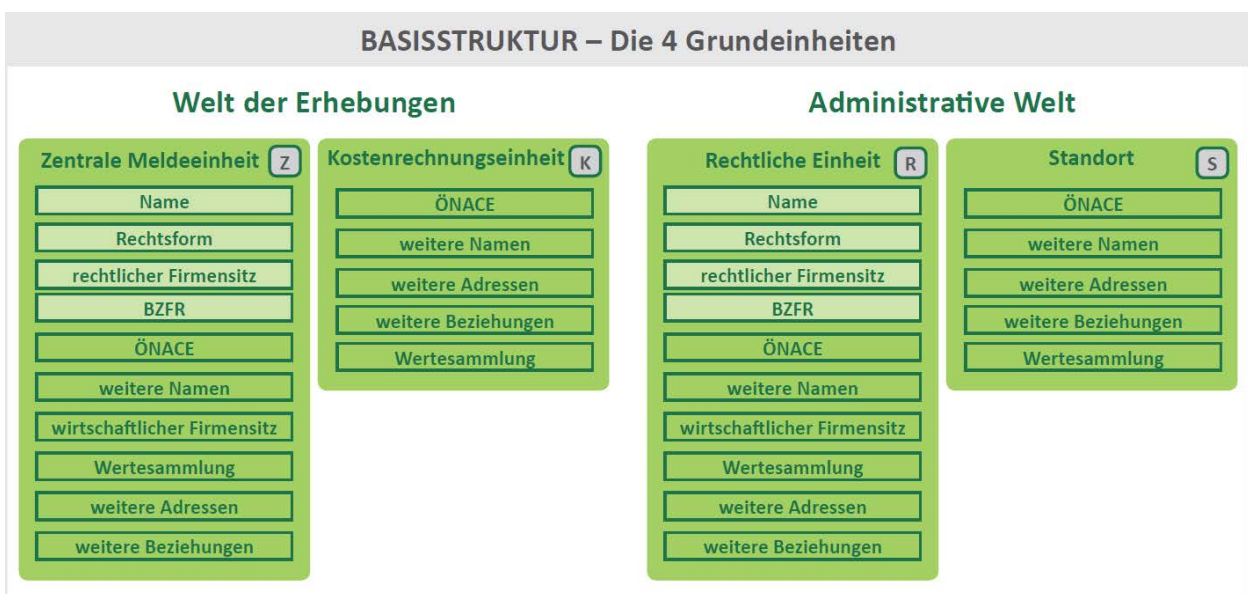 BASISSTRUKTUR – Die 4 Grundeinheiten
Welt der Erhebungen
Zentrale Meldeeinheit Z
Name
Rechtsform
rechtlicher Firmensitz
BZFR
ÖNACE
weitere Namen
wirtschaftlicher Firmensitz
Wertesammlung
weitere Adressen
weitere Beziehungen
Kostenrechnungseinheit K
ÖNACE
weitere Namen
weitere Adressen
weitere Beziehungen
Wertesammlung
Administrative Welt
Rechtliche Einheit R
Name
Rechtsform
rechtlicher Firmensitz
BZFR
ÖNACE
weitere Namen
wirtschaftlicher Firmensitz
Wertesammlung
weitere Adressen
weitere Beziehungen
Standort S
ÖNACE
weitere Namen
weitere Adressen
weitere Beziehungen
Wertesammlung